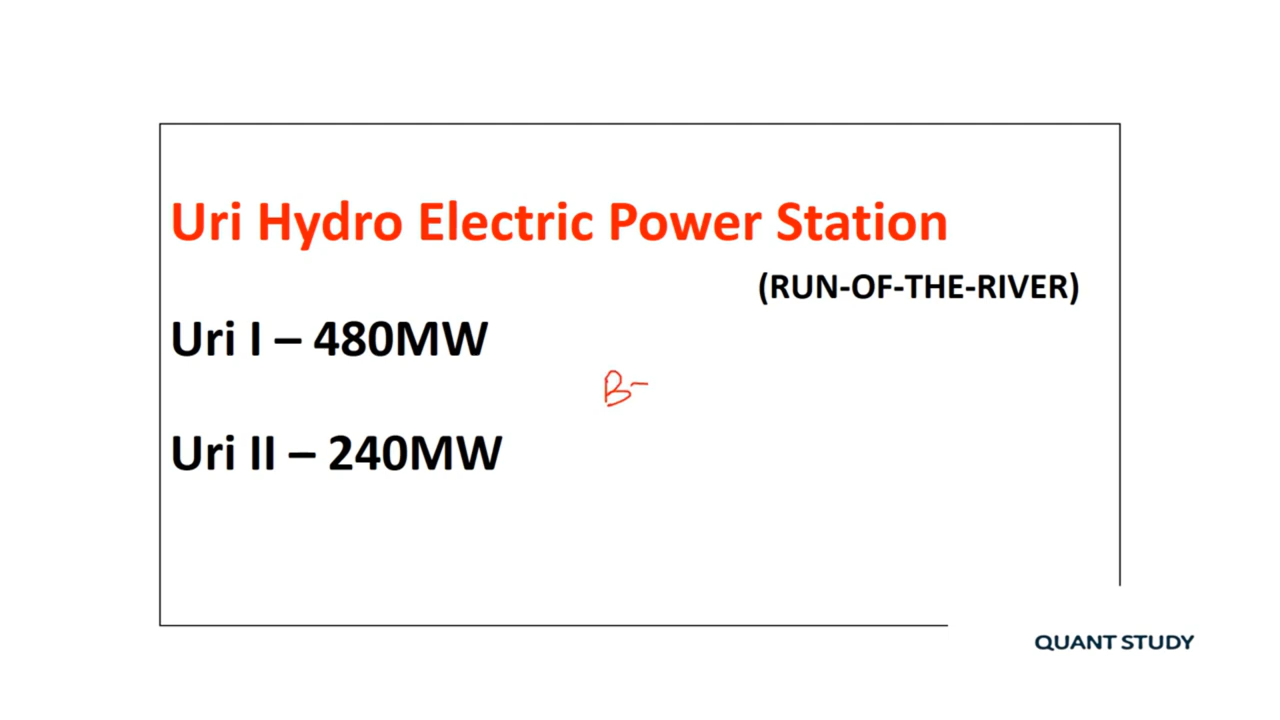 Uri Hydro Electric Power Station
(RUN-OF-THE-RIVER)
Uri I – 480MW
B-
Uri II – 240MW
QUANT STUDY